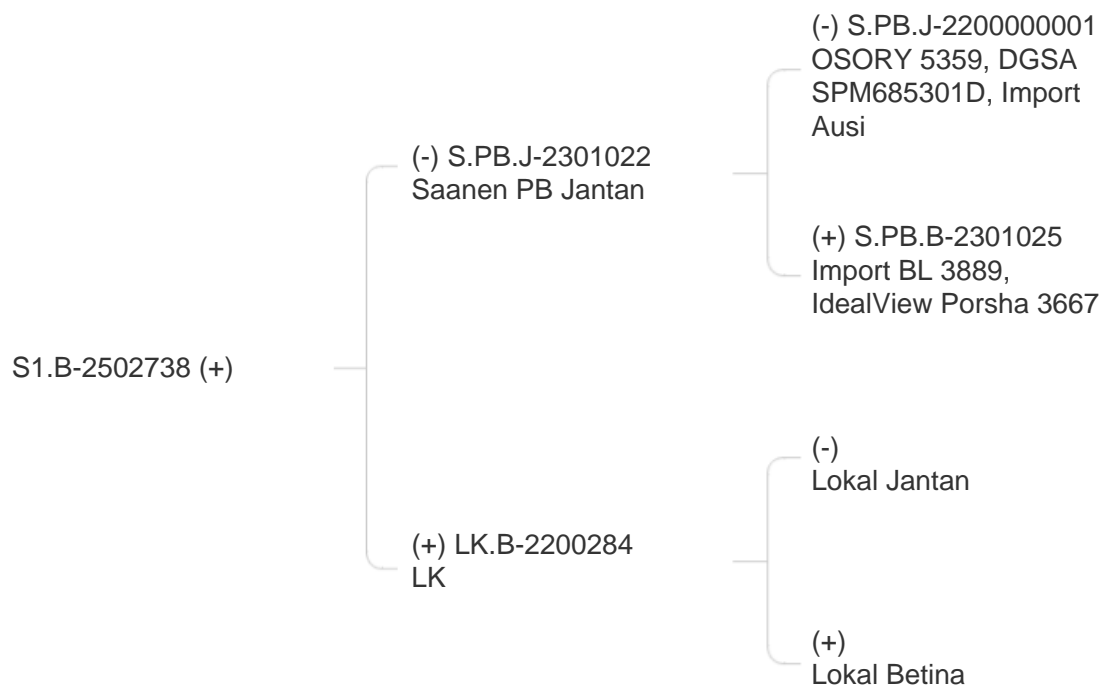 (-) S.PB.J-2200000001
OSORY 5359, DGSA
SPM685301D, Import
Ausi
(-) S.PB.J-2301022
Saanen PB Jantan
(+) S.PB.B-2301025
Import BL 3889,
IdealView Porsha 3667
S1.B-2502738 (+)
(-)
Lokal Jantan
(+) LK.B-2200284
LK
(+)
Lokal Betina